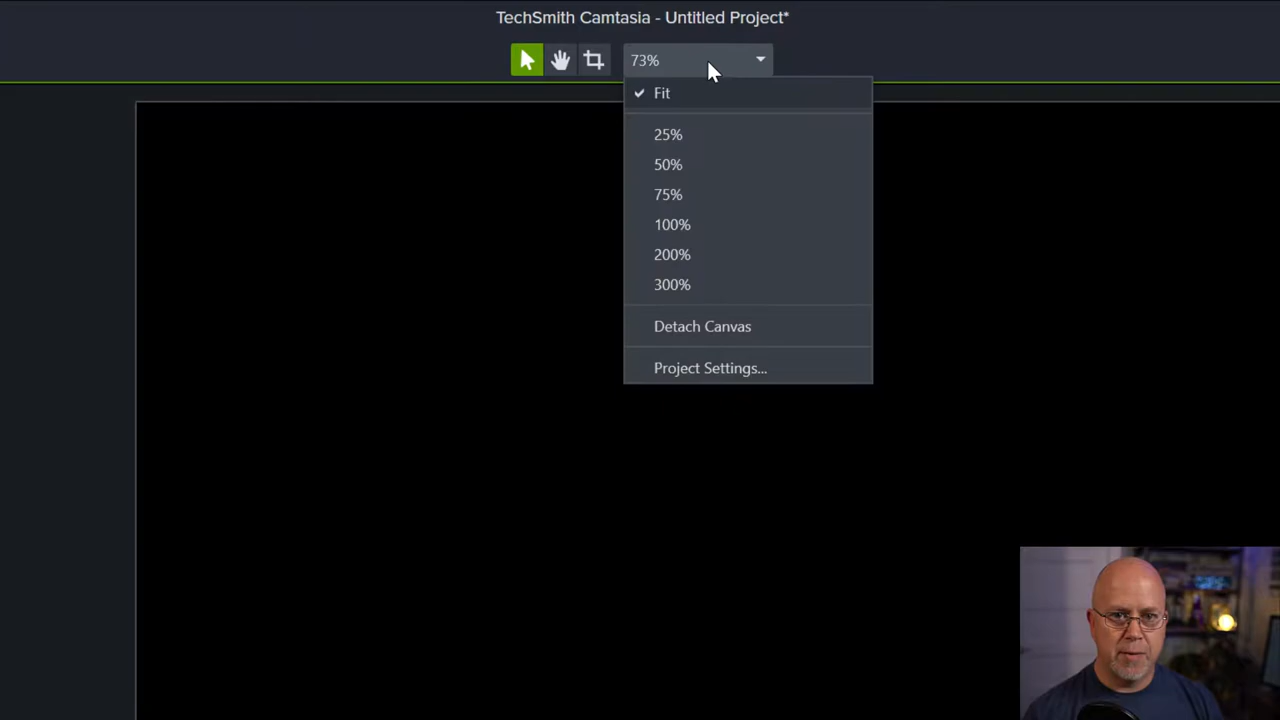 TechSmith Camtasia - Untitled Project*
73%
Fit
25%
50%
75%
100%
200%
300%
Detach Canvas
Project Settings...